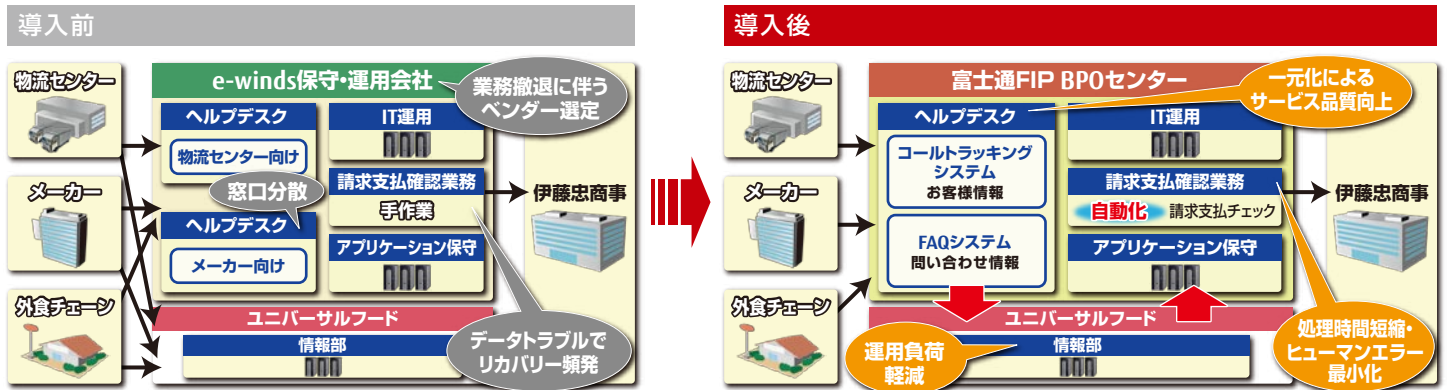 導入前
物流センター
メーカー
外食チェーン
e-winds保守・運用会社
業務撤退に伴う
ベンダー選定
ヘルプデスク
物流センター向け
窓口分散
ヘルプデスク
メーカー向け
IT運用
請求支払確認業務
手作業
アプリケーション保守
伊藤忠商事
ユニバーサルフード
情報部
データトラブルで
リカバリー頻発
導入後
物流センター
メーカー
外食チェーン
富士通FIP BPOセンター
一元化による
サービス品質向上
ヘルプデスク
コールトラッキング
システム
お客様情報
FAQシステム
問い合わせ情報
IT運用
請求支払確認業務
自動化 請求支払チェック
アプリケーション保守
伊藤忠商事
ユニバーサルフード
情報部
運用負荷
軽減
処理時間短縮・
ヒューマンエラー
最小化